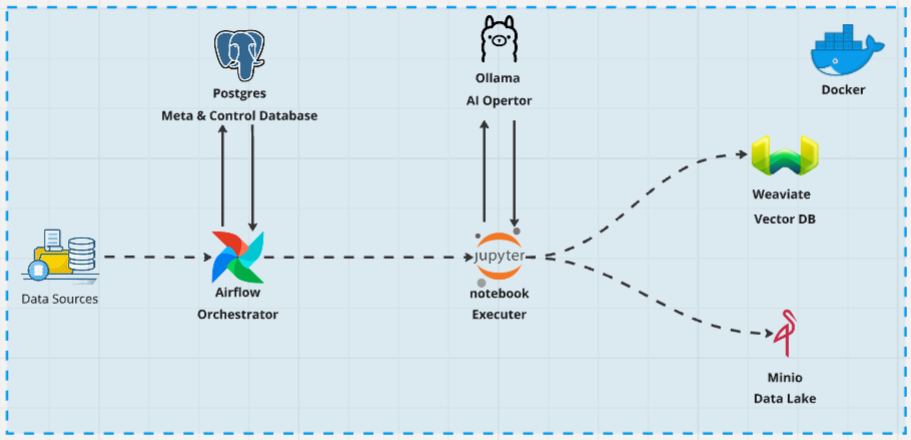 Postgres
Meta & Control Database
Ollama
AI Opertor
Docker
Weaviate
Vector DB
Data Sources
Airflow
Orchestrator
jupyter
notebook
Executer
Minio
Data Lake